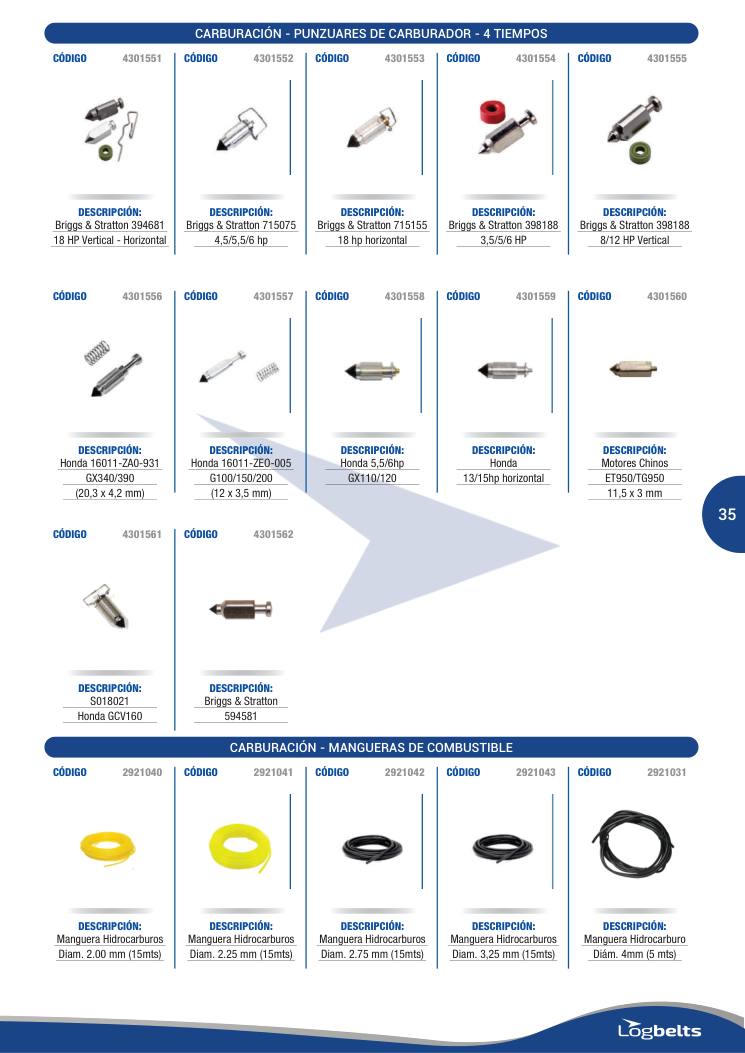 CARBURACIÓN - PUNZUARES DE CARBURADOR - 4 TIEMPOS
CÓDIGO 4301551
DESCRIPCIÓN:
Briggs & Stratton 394681
18 HP Vertical - Horizontal
CÓDIGO 4301552
DESCRIPCIÓN:
Briggs & Stratton 715075
4,5/5,5/6 hp
CÓDIGO 4301553
DESCRIPCIÓN:
Briggs & Stratton 715155
18 hp horizontal
CÓDIGO 4301554
DESCRIPCIÓN:
Briggs & Stratton 398188
3,5/5/6 HP
CÓDIGO 4301555
DESCRIPCIÓN:
Briggs & Stratton 398188
8/12 HP Vertical
CÓDIGO 4301556
DESCRIPCIÓN:
Honda 16011-ZA0-931
GX340/390
(20,3 x 4,2 mm)
CÓDIGO 4301557
DESCRIPCIÓN:
Honda 16011-ZE0-005
G100/150/200
(12 x 3,5 mm)
CÓDIGO 4301558
DESCRIPCIÓN:
Honda 5,5/6hp
GX110/120
CÓDIGO 4301559
DESCRIPCIÓN:
Honda
13/15hp horizontal
CÓDIGO 4301560
DESCRIPCIÓN:
Motores Chinos
ET950/TG950
11,5 x 3 mm
35
CÓDIGO 4301561
DESCRIPCIÓN:
S018021
Honda GCV160
CÓDIGO 4301562
DESCRIPCIÓN:
Briggs & Stratton
594581
CARBURACIÓN - MANGUERAS DE COMBUSTIBLE
CÓDIGO 2921040
DESCRIPCIÓN:
Manguera Hidrocarburos
Diam. 2.00 mm (15mts)
CÓDIGO 2921041
DESCRIPCIÓN:
Manguera Hidrocarburos
Diam. 2.25 mm (15mts)
CÓDIGO 2921042
DESCRIPCIÓN:
Manguera Hidrocarburos
Diam. 2.75 mm (15mts)
CÓDIGO 2921043
DESCRIPCIÓN:
Manguera Hidrocarburos
Diam. 3,25 mm (15mts)
CÓDIGO 2921031
DESCRIPCIÓN:
Manguera Hidrocarburo
Diám. 4mm (5 mts)
Logbelts